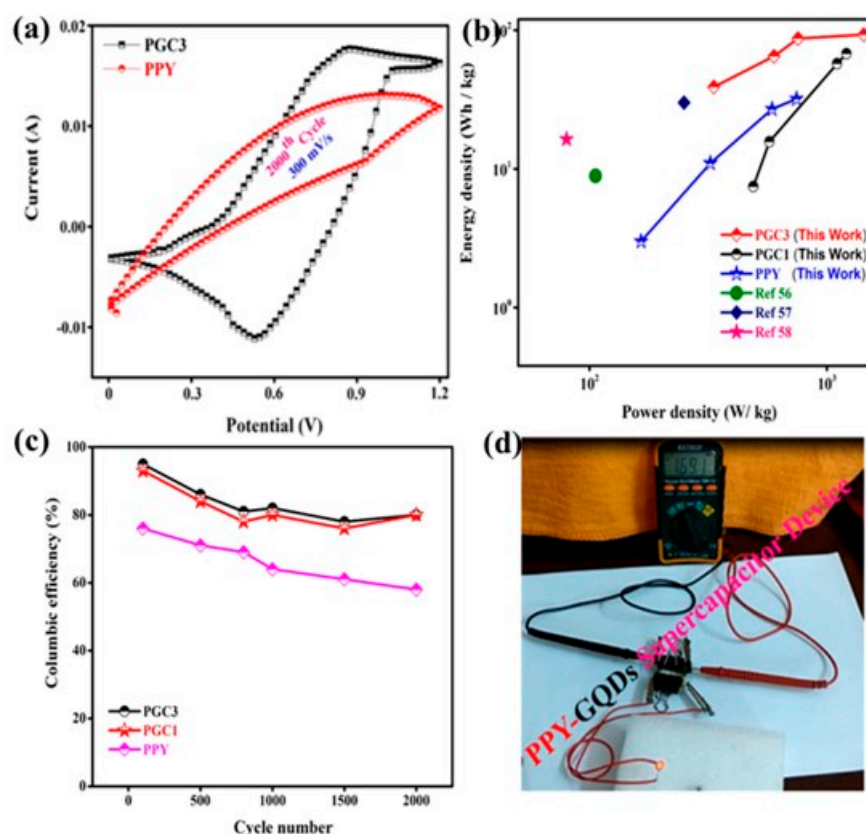 (a)
PGC3
PPY
2000th Cycle
300 mV/s
0.02
0.01
0.00
-0.01
Current (A)
0
0.3
0.6
0.9
1.2
Potential (V)
(b)
10²
10¹
10⁰
Energy density (Wh / kg)
PGC3 (This Work)
PGC1 (This Work)
PPY (This Work)
Ref 56
Ref 57
Ref 58
10²
10³
Power density (W/ kg)
(c)
100
80
60
40
20
0
Columbic efficiency (%)
PGC3
PGC1
PPY
0
500
1000
1500
2000
Cycle number
(d)
PPY-GQDs Supercapacitor Device